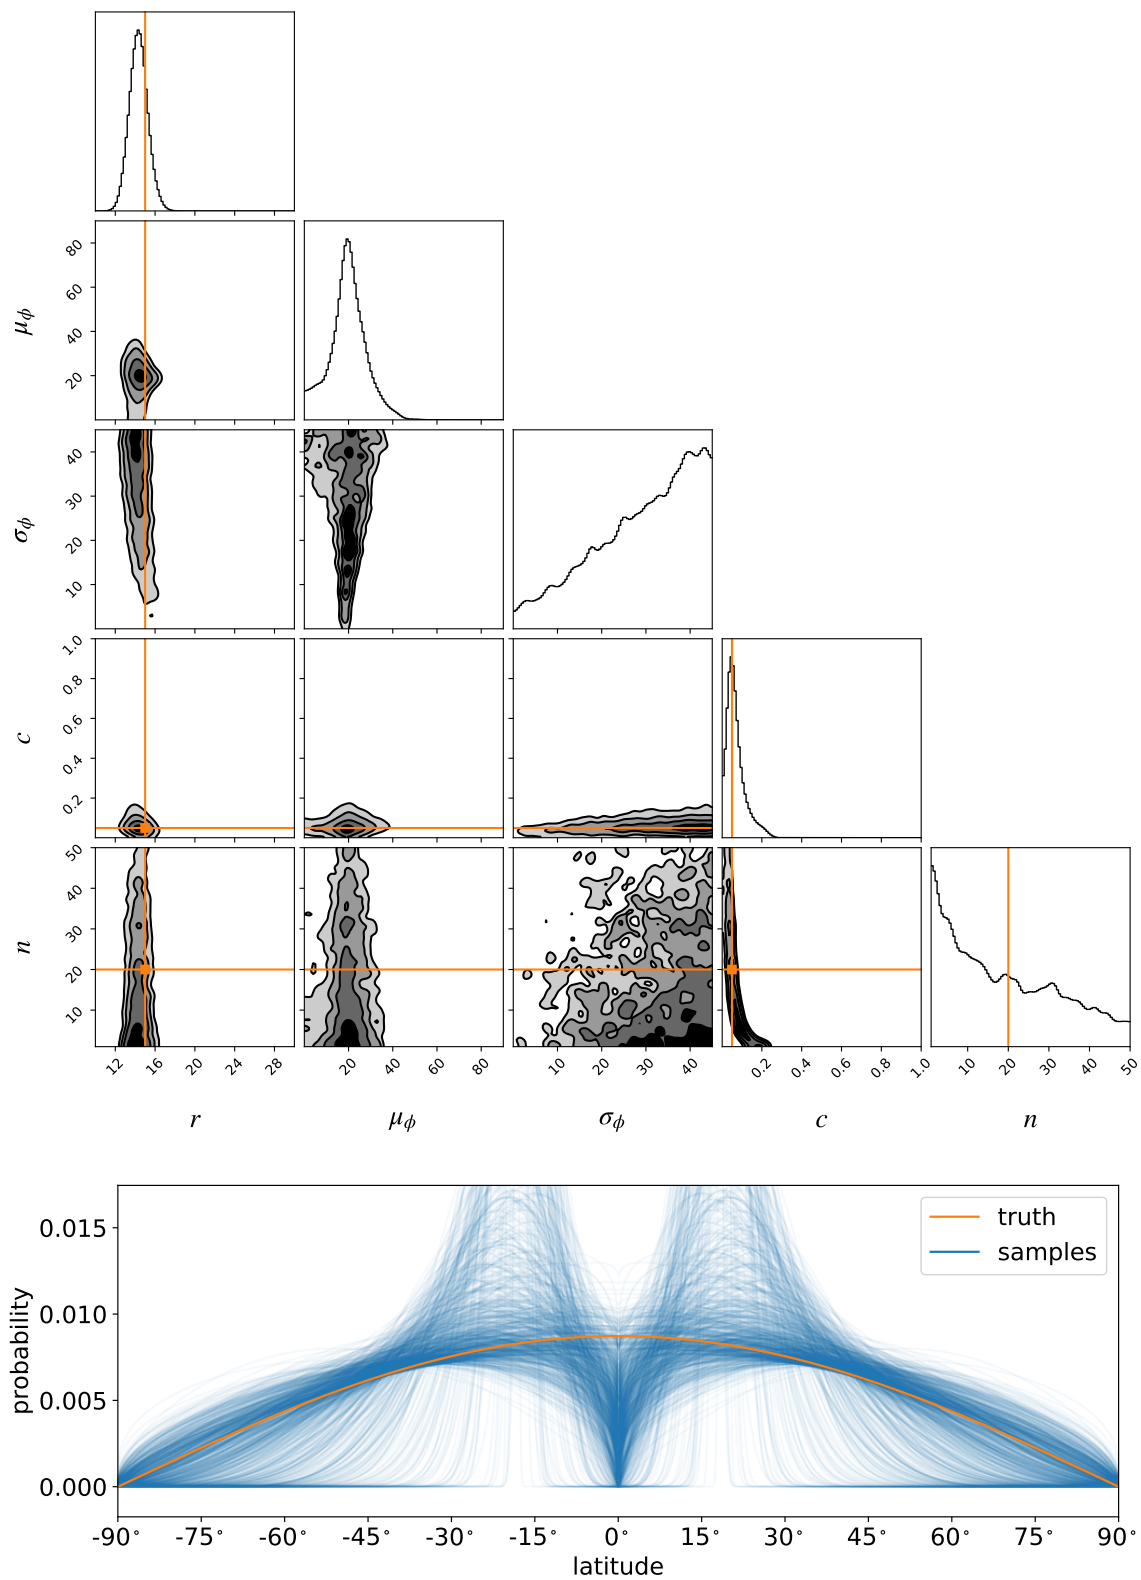 μ_ϕ
80
60
40
20
σ_ϕ
40
30
20
10
c
1.0
0.8
0.6
0.4
0.2
n
50
40
30
20
10
12 16 20 24 28 20 40 60 80 10 20 30 40 0.2 0.4 0.6 0.8 1.0 10 20 30 40 50
r μ_ϕ σ_ϕ c n
probability
0.015
0.010
0.005
0.000
truth
samples
-90° -75° -60° -45° -30° -15° 0° 15° 30° 45° 60° 75° 90°
latitude